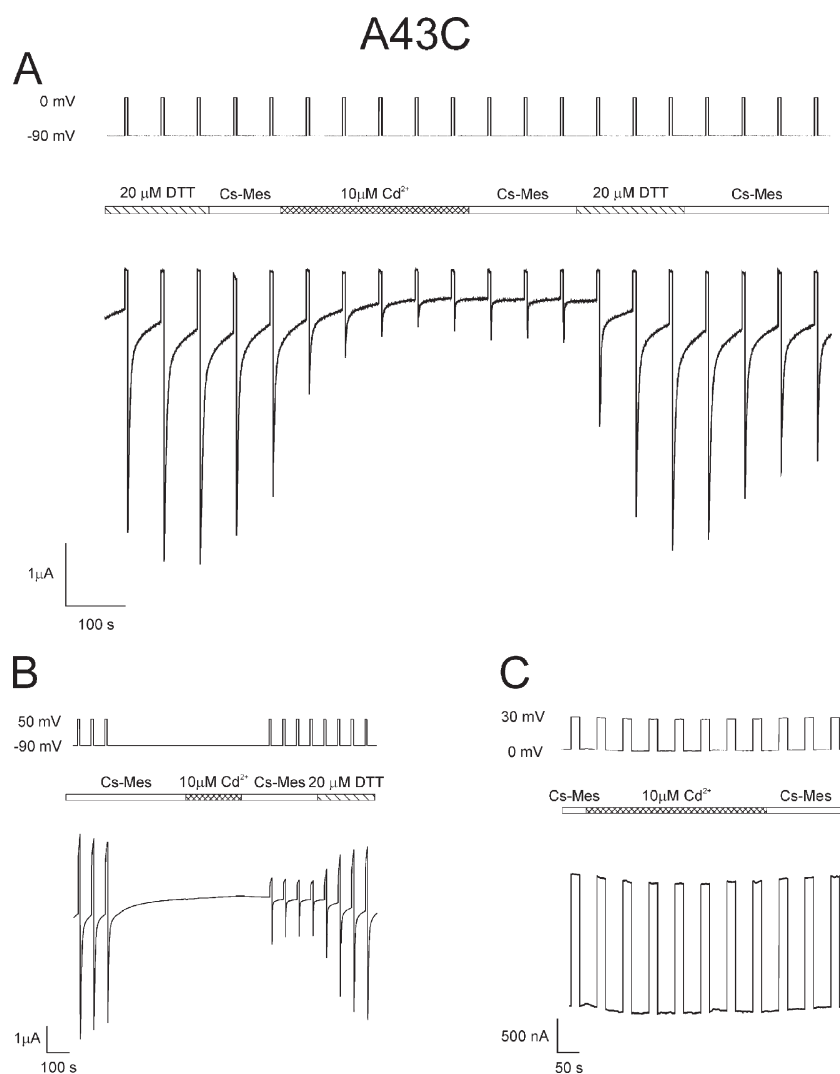 A43C
A
0 mV
-90 mV
20 μM DTT Cs-Mes 10μM Cd²⁺ Cs-Mes 20 μM DTT Cs-Mes
1μA
100 s
B
50 mV
-90 mV
Cs-Mes 10μM Cd²⁺ Cs-Mes 20 μM DTT
1μA
100 s
C
30 mV
0 mV
Cs-Mes 10μM Cd²⁺ Cs-Mes
500 nA
50 s